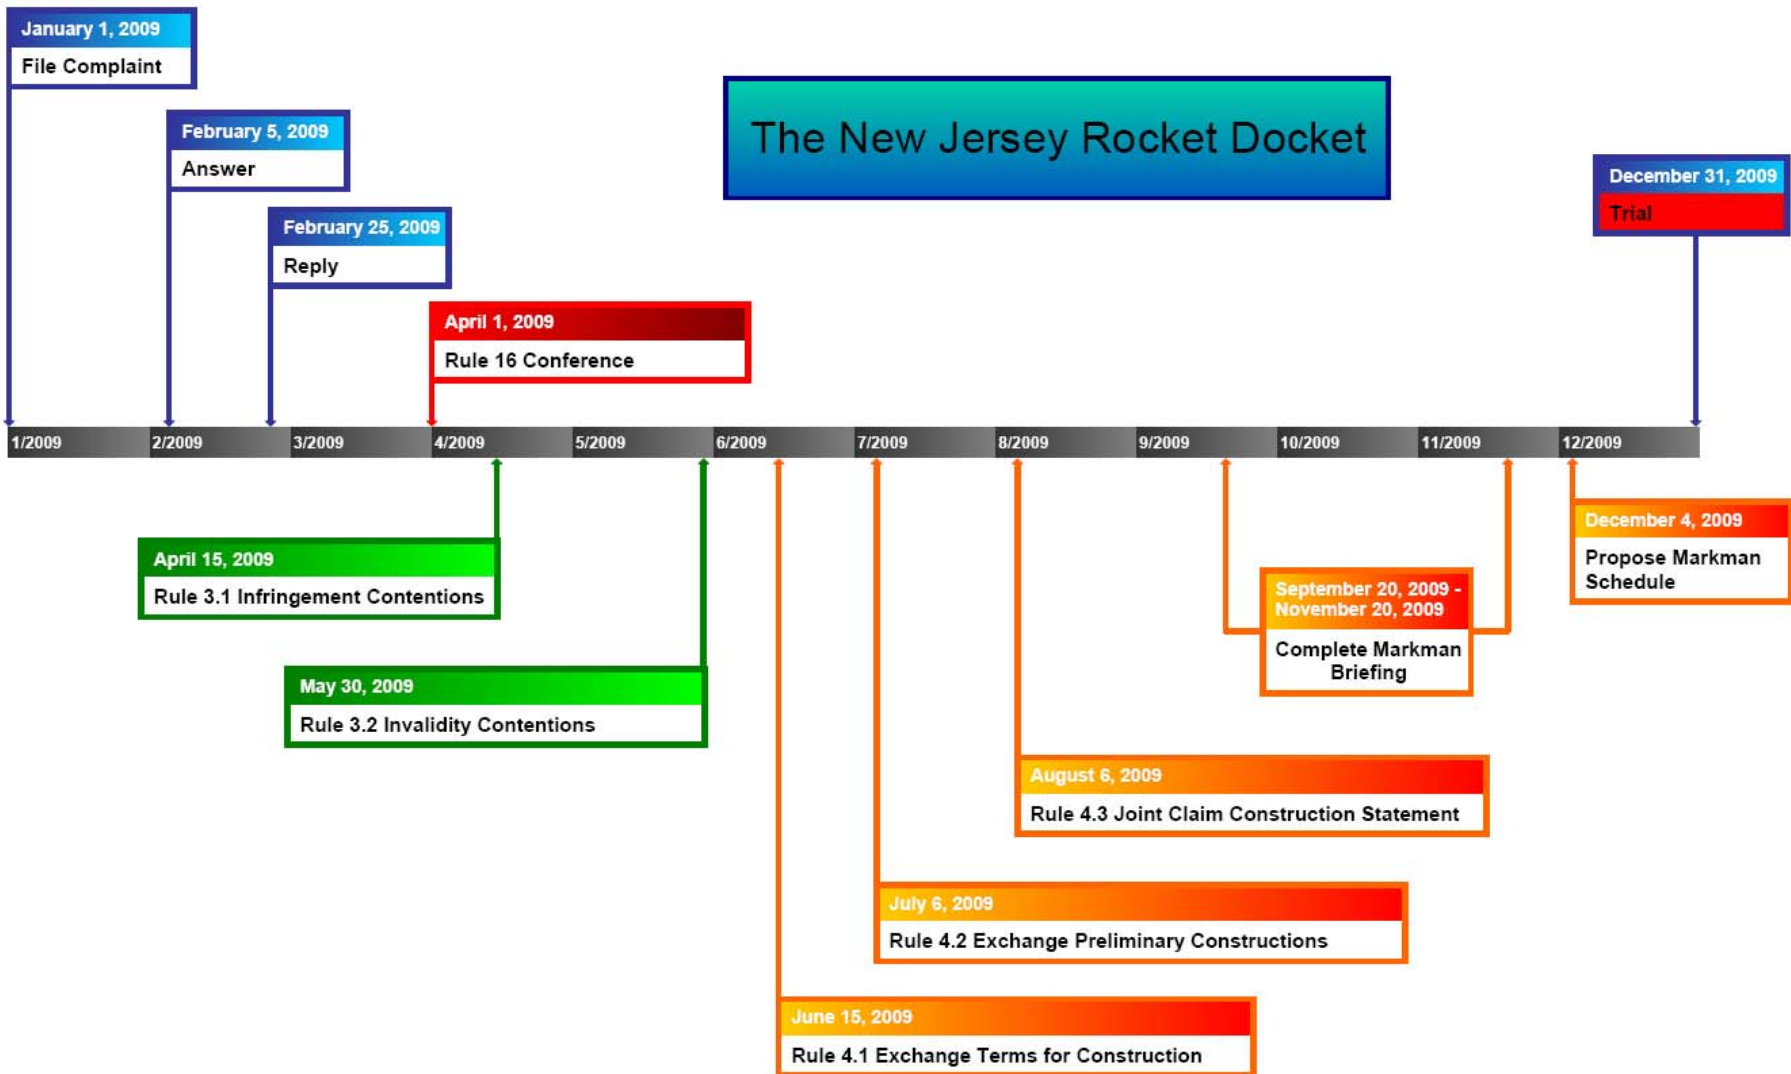 January 1, 2009
File Complaint
February 5, 2009
Answer
February 25, 2009
Reply
April 1, 2009
Rule 16 Conference
The New Jersey Rocket Docket
December 31, 2009
Trial
1/2009
2/2009
3/2009
4/2009
5/2009
6/2009
7/2009
8/2009
9/2009
10/2009
11/2009
12/2009
April 15, 2009
Rule 3.1 Infringement Contentions
May 30, 2009
Rule 3.2 Invalidity Contentions
June 15, 2009
Rule 4.1 Exchange Terms for Construction
July 6, 2009
Rule 4.2 Exchange Preliminary Constructions
August 6, 2009
Rule 4.3 Joint Claim Construction Statement
September 20, 2009 -
November 20, 2009
Complete Markman
Briefing
December 4, 2009
Propose Markman
Schedule